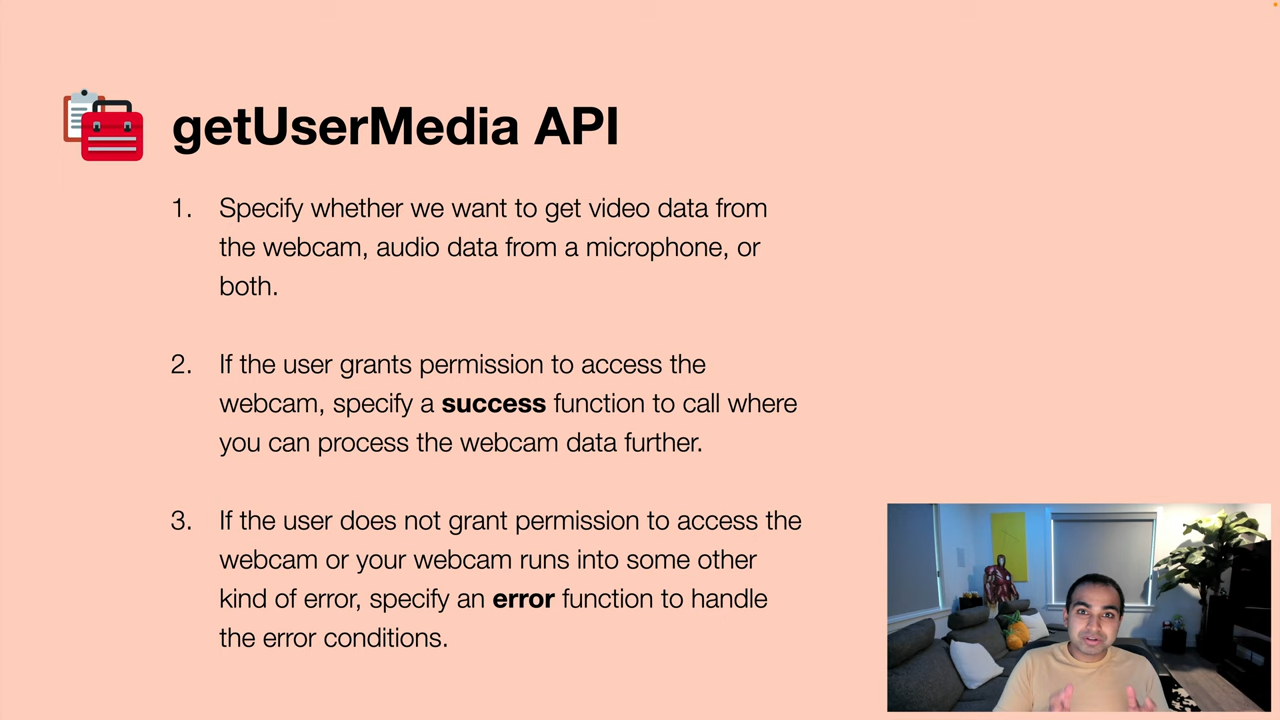 getUserMedia API
1. Specify whether we want to get video data from
the webcam, audio data from a microphone, or
both.
2. If the user grants permission to access the
webcam, specify a success function to call where
you can process the webcam data further.
3. If the user does not grant permission to access the
webcam or your webcam runs into some other
kind of error, specify an error function to handle
the error conditions.